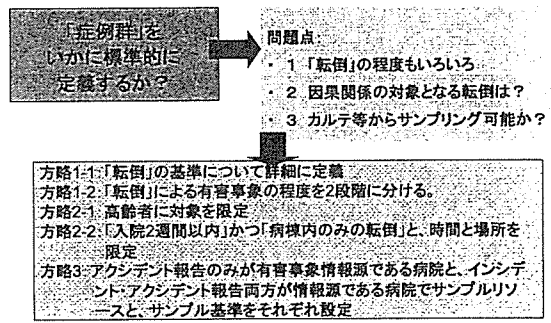 「症例群」を
いかに標準的に
定義するか？
問題点:
・ 1 「転倒」の程度もいろいろ
・ 2 因果関係の対象となる転倒は？
・ 3 カルテ等からサンプリング可能か？
方略1-1:「転倒」の基準について詳細に定義
方略1-2:「転倒」による有害事象の程度を2段階に分ける。
方略2-1:高齢者に対象を限定
方略2-2:「入院2週間以内」かつ「病棟内のみの転倒」と、時間と場所を
限定
方略3:アクシデント報告のみが有害事象情報源である病院と、インシデ
ント・アクシデント報告両方が情報源である病院でサンプルリソ
ースと、サンプル基準をそれぞれ設定